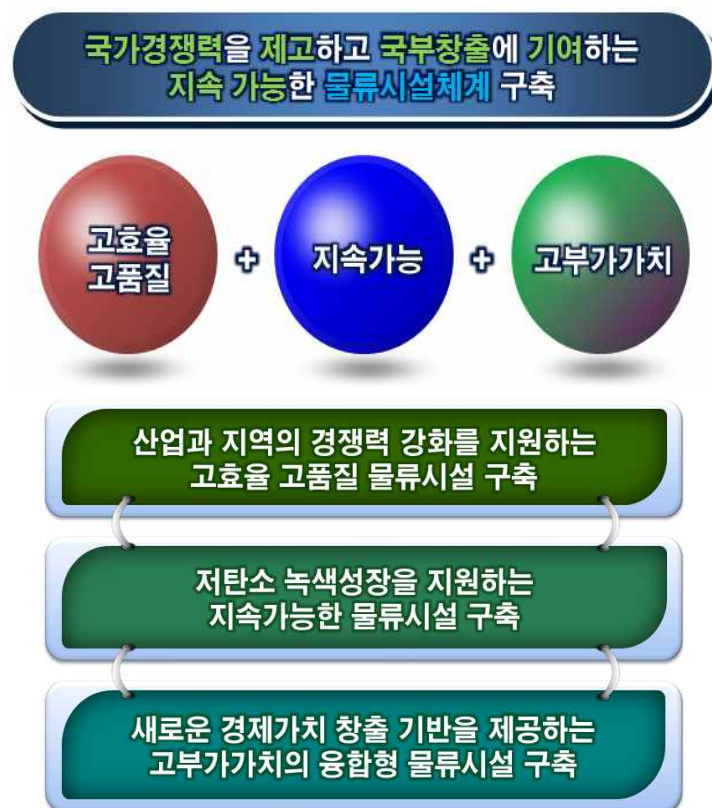 국가경쟁력을 제고하고 국부창출에 기여하는
지속 가능한 물류시설체계 구축
고효율
고품질
+
지속가능
+
고부가가치
산업과 지역의 경쟁력 강화를 지원하는
고효율 고품질 물류시설 구축
저탄소 녹색성장을 지원하는
지속가능한 물류시설 구축
새로운 경제가치 창출 기반을 제공하는
고부가가치의 융합형 물류시설 구축